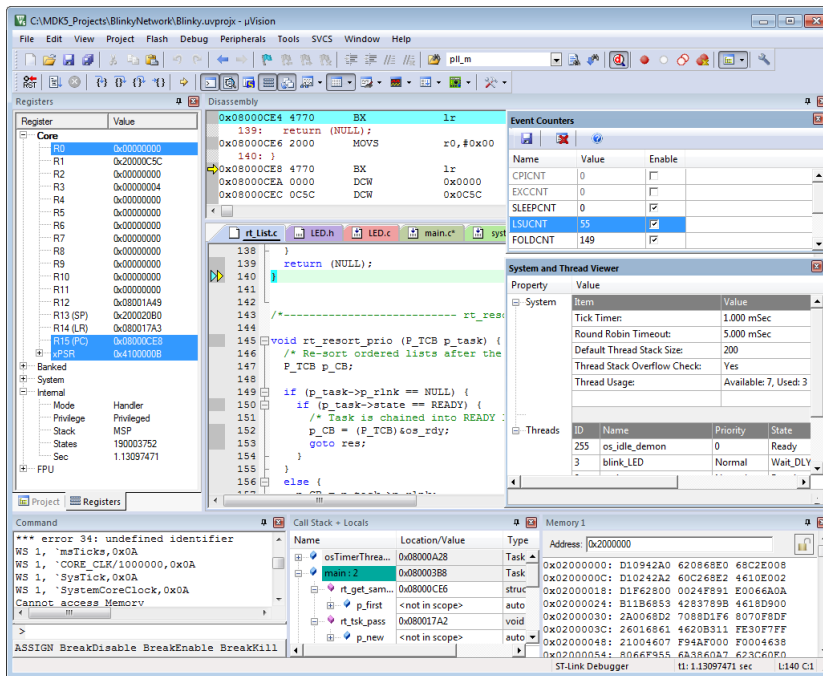 C:\MDK5_Projects\BlinkyNetwork\Blinky.uvprojx - µVision
File Edit View Project Flash Debug Peripherals Tools SVCS Window Help
pll_m
RST
Registers
Register Value
Core
R0 0x00000000
R1 0x20000C5C
R2 0x00000000
R3 0x00000004
R4 0x00000000
R5 0x00000000
R6 0x00000000
R7 0x00000000
R8 0x00000000
R9 0x00000000
R10 0x00000000
R11 0x00000000
R12 0x08001A49
R13 (SP) 0x200020B0
R14 (LR) 0x080017A3
R15 (PC) 0x08000CE8
xPSR 0x4100000B
Banked
System
Internal
Mode Handler
Privilege Privileged
Stack MSP
States 190003752
Sec 1.13097471
FPU
Project Registers
Disassembly
0x08000CE4 4770 BX lr
139: return (NULL);
0x08000CE6 2000 MOVS r0,#0x00
140: }
0x08000CE8 4770 BX lr
0x08000CEA 0000 DCW 0x0000
0x08000CEC 0C5C DCW 0x0C5C
rt_List.c LED.h LED.c main.c* syst
138 }
139 return (NULL);
140 }
141
142
143 /*--------------------------- rt_reso
144
145 void rt_resort_prio (P_TCB p_task) {
146 /* Re-sort ordered lists after the
147 P_TCB p_CB;
148
149 if (p_task->p_rlnk == NULL) {
150 if (p_task->state == READY) {
151 /* Task is chained into READY
152 p_CB = (P_TCB)&os_rdy;
153 goto res;
154 }
155 }
156 else {
Event Counters
Name Value Enable
CPICNT 0
EXCCNT 0
SLEEPCNT 0
LSUCNT 55
FOLDCNT 149
System and Thread Viewer
Property Value
System Item Value
Tick Timer: 1.000 mSec
Round Robin Timeout: 5.000 mSec
Default Thread Stack Size: 200
Thread Stack Overflow Check: Yes
Thread Usage: Available: 7, Used: 3
Threads ID Name Priority State
255 os_idle_demon 0 Ready
3 blink_LED Normal Wait_DLY
Command
*** error 34: undefined identifier
WS 1, `msTicks,0x0A
WS 1, `CORE_CLK/1000000,0x0A
WS 1, `SysTick,0x0A
WS 1, `SystemCoreClock,0x0A
Cannot access Memory
>
ASSIGN BreakDisable BreakEnable BreakKill
Call Stack + Locals
Name Location/Value Type
osTimerThrea... 0x08000A28 Task
main : 2 0x080003B8 Task
rt_get_sam... 0x08000CE6 struc
p_first <not in scope> auto
rt_tsk_pass 0x080017A2 void
p_new <not in scope> auto
Memory 1
Address: 0x2000000
0x02000000: D10942A0 620868E0 68C2E008
0x0200000C: D10242A2 60C268E2 4610E002
0x02000018: D1F62800 0024F891 E0066A0A
0x02000024: B11B6853 4283789B 4618D900
0x02000030: 2A0068D2 7088D1F6 8070F8DF
0x0200003C: 26016861 4620B311 FE30F7FF
0x02000048: 21004607 F94AF000 F0004638
0x02000054: 8066F955 6A3860A7 623C60E0
ST-Link Debugger t1: 1.13097471 sec L:140 C:1